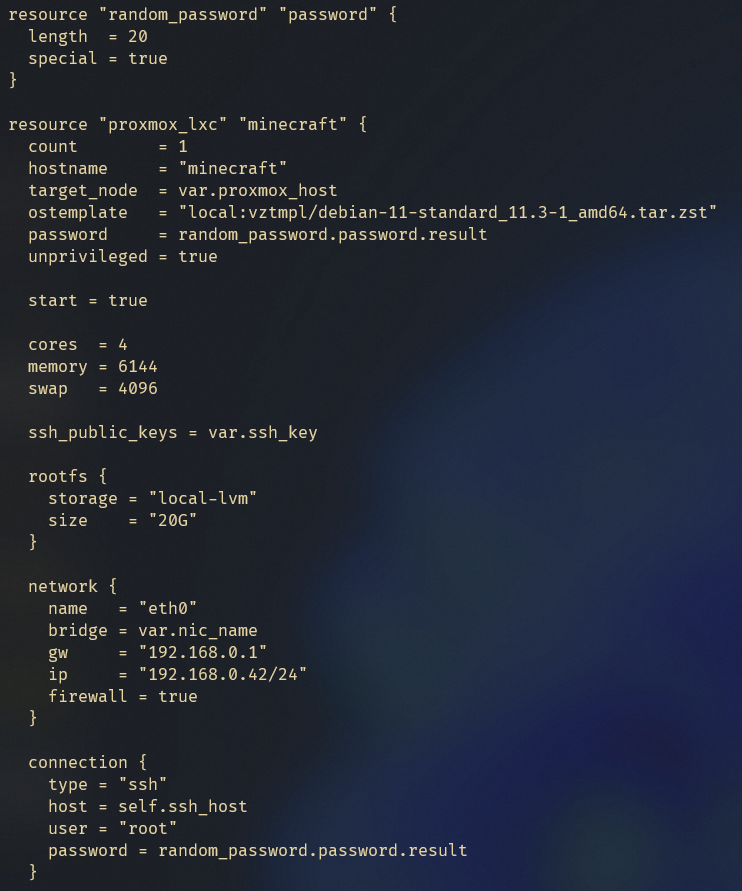 resource "random_password" "password" {
  length  = 20
  special = true
}

resource "proxmox_lxc" "minecraft" {
  count        = 1
  hostname     = "minecraft"
  target_node  = var.proxmox_host
  ostemplate   = "local:vztmpl/debian-11-standard_11.3-1_amd64.tar.zst"
  password     = random_password.password.result
  unprivileged = true

  start = true

  cores  = 4
  memory = 6144
  swap   = 4096

  ssh_public_keys = var.ssh_key

  rootfs {
    storage = "local-lvm"
    size    = "20G"
  }

  network {
    name   = "eth0"
    bridge = var.nic_name
    gw     = "192.168.0.1"
    ip     = "192.168.0.42/24"
    firewall = true
  }

  connection {
    type = "ssh"
    host = self.ssh_host
    user = "root"
    password = random_password.password.result
  }